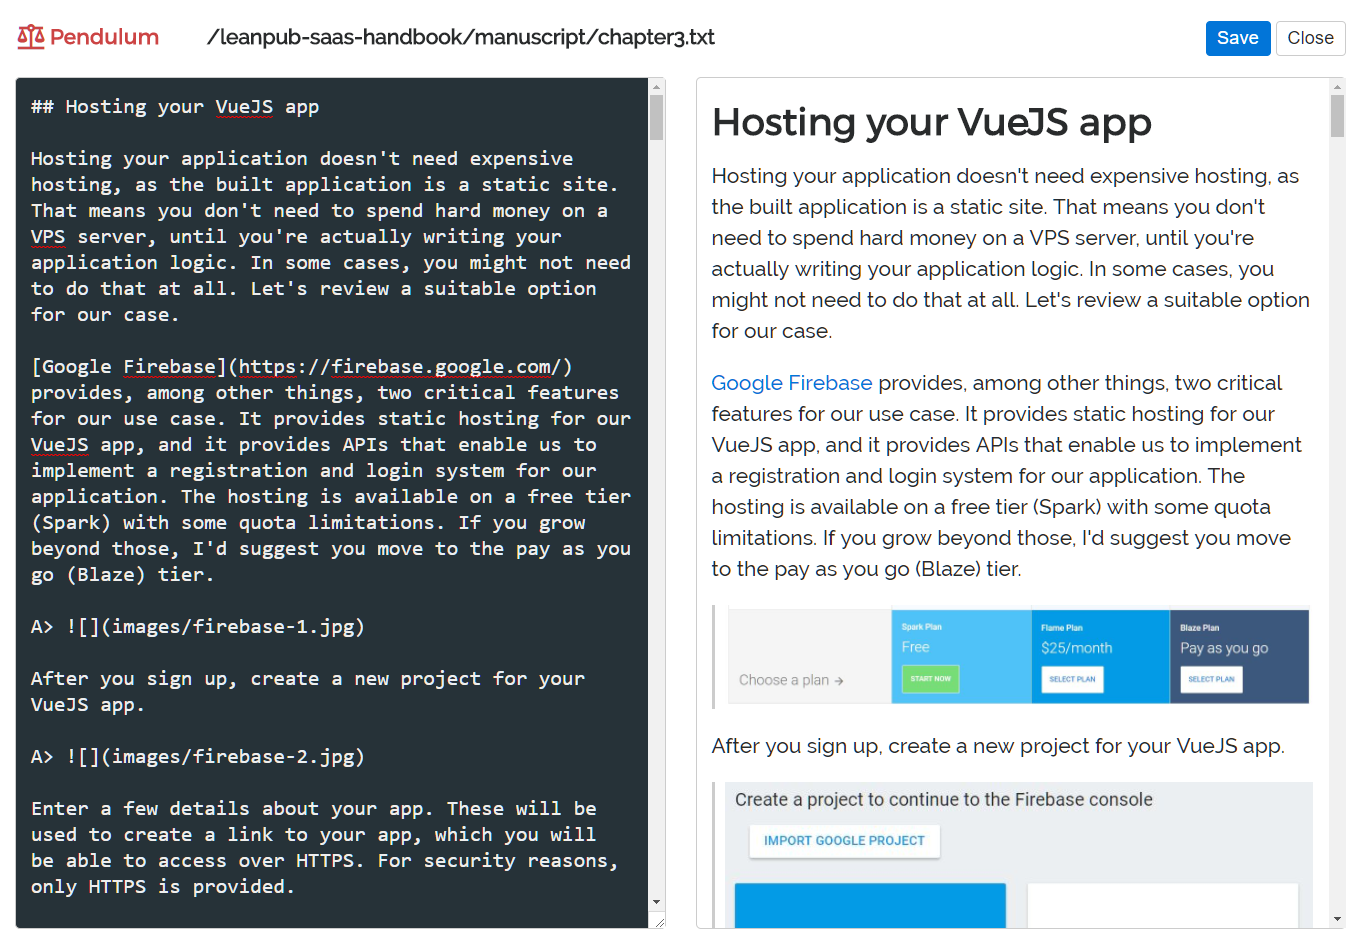 Pendulum
/leanpub-saas-handbook/manuscript/chapter3.txt
Save
Close
## Hosting your VueJS app
Hosting your application doesn't need expensive
hosting, as the built application is a static site.
That means you don't need to spend hard money on a
VPS server, until you're actually writing your
application logic. In some cases, you might not need
to do that at all. Let's review a suitable option
for our case.
[Google Firebase](https://firebase.google.com/)
provides, among other things, two critical features
for our use case. It provides static hosting for our
VueJS app, and it provides APIs that enable us to
implement a registration and login system for our
application. The hosting is available on a free tier
(Spark) with some quota limitations. If you grow
beyond those, I'd suggest you move to the pay as you
go (Blaze) tier.
A> ![](images/firebase-1.jpg)
After you sign up, create a new project for your
VueJS app.
A> ![](images/firebase-2.jpg)
Enter a few details about your app. These will be
used to create a link to your app, which you will
be able to access over HTTPS. For security reasons,
only HTTPS is provided.
Hosting your VueJS app
Hosting your application doesn't need expensive hosting, as
the built application is a static site. That means you don't
need to spend hard money on a VPS server, until you're
actually writing your application logic. In some cases, you
might not need to do that at all. Let's review a suitable option
for our case.
Google Firebase provides, among other things, two critical
features for our use case. It provides static hosting for our
VueJS app, and it provides APIs that enable us to implement
a registration and login system for our application. The
hosting is available on a free tier (Spark) with some quota
limitations. If you grow beyond those, I'd suggest you move
to the pay as you go (Blaze) tier.
Choose a plan →
Spark Plan
Free
START NOW
Flame Plan
$25/month
SELECT PLAN
Blaze Plan
Pay as you go
SELECT PLAN
After you sign up, create a new project for your VueJS app.
Create a project to continue to the Firebase console
IMPORT GOOGLE PROJECT